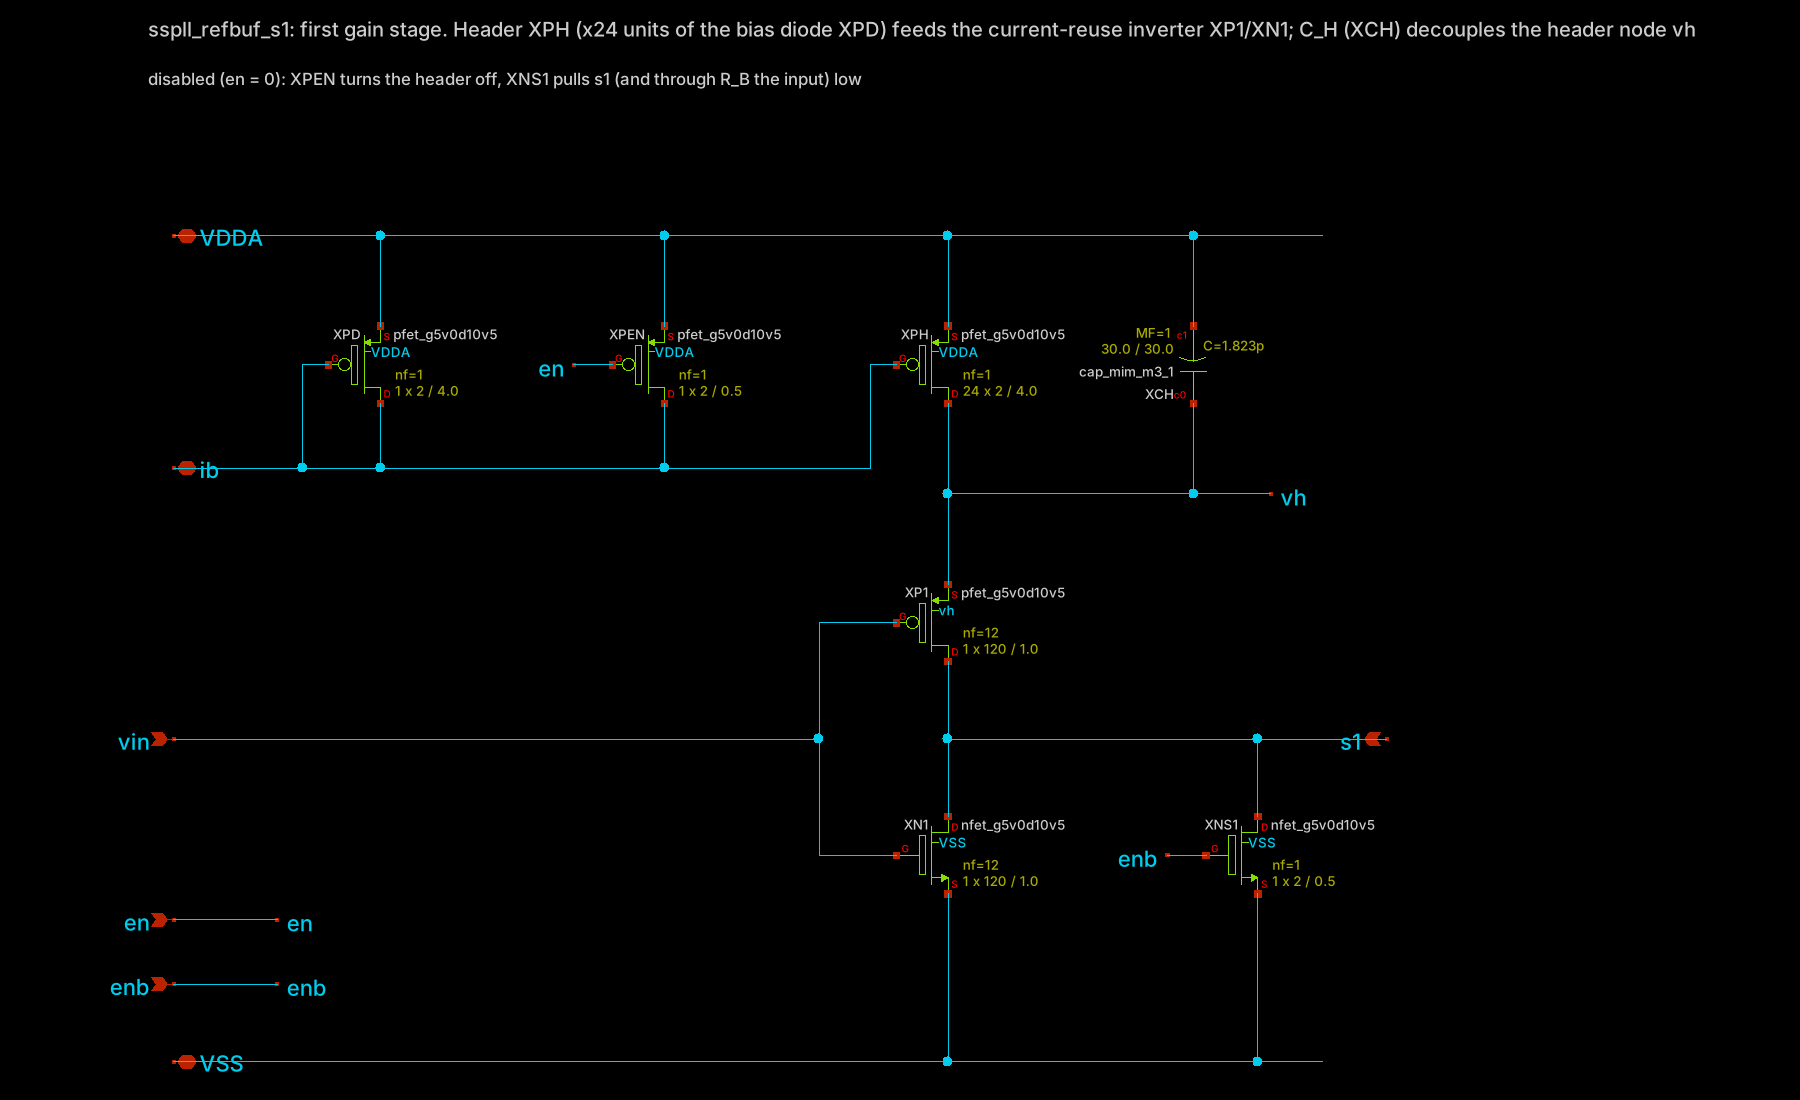 sspll_refbuf_s1: first gain stage. Header XPH (x24 units of the bias diode XPD) feeds the current-reuse inverter XP1/XN1; C_H (XCH) decouples the header node vh
disabled (en = 0): XPEN turns the header off, XNS1 pulls s1 (and through R_B the input) low
VDDA
XPD S pfet_g5v0d10v5
G VDDA
nf=1
D 1 x 2 / 4.0
XPEN S pfet_g5v0d10v5
en G VDDA
nf=1
D 1 x 2 / 0.5
XPH S pfet_g5v0d10v5
G VDDA
nf=1
D 24 x 2 / 4.0
MF=1 c1
30.0 / 30.0 C=1.823p
cap_mim_m3_1
XCH c0
ib
vh
XP1 S pfet_g5v0d10v5
G vh
nf=12
D 1 x 120 / 1.0
vin
s1
XN1 D nfet_g5v0d10v5
G VSS
nf=12
S 1 x 120 / 1.0
XNS1 D nfet_g5v0d10v5
enb G VSS
nf=1
S 1 x 2 / 0.5
en en
enb enb
VSS